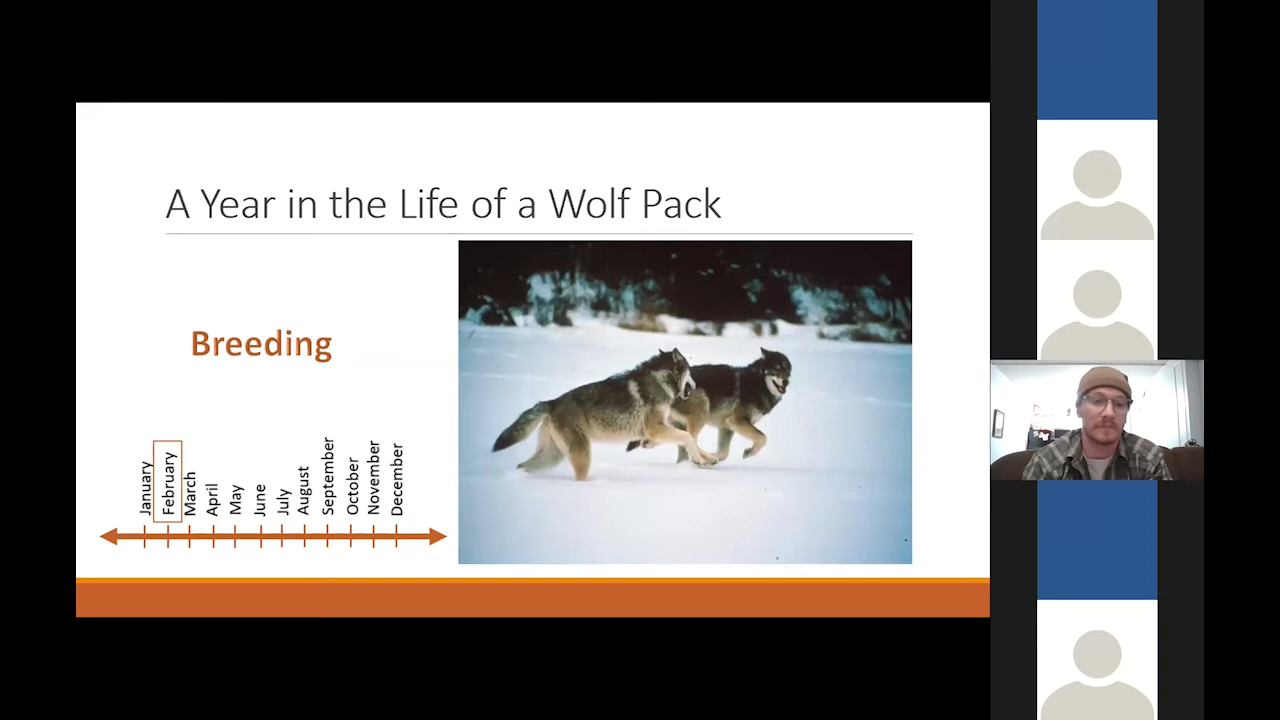 A Year in the Life of a Wolf Pack
Breeding
January
February
March
April
May
June
July
August
September
October
November
December